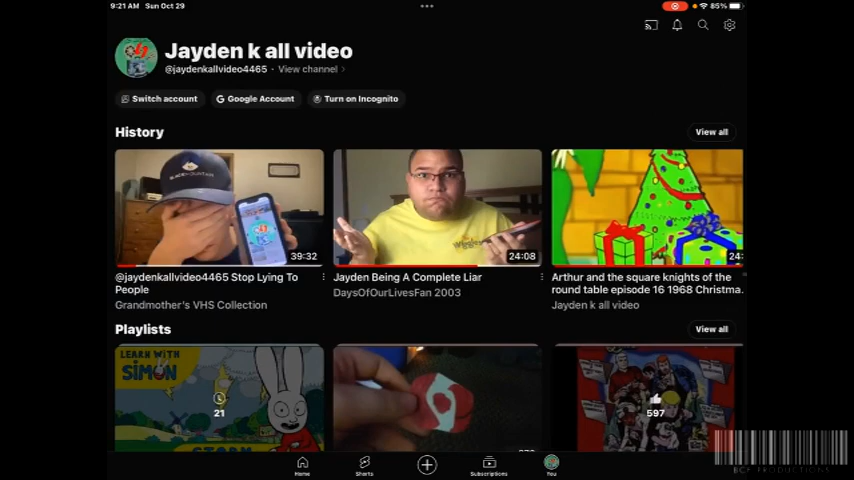 9:21 AM Sun Oct 29
85%
Jayden k all video
@jaydenkallvideo4465 · View channel
Switch account
Google Account
Turn on Incognito
History
View all
39:32
24:08
24:
@jaydenkallvideo4465 Stop Lying To People
Grandmother's VHS Collection
Jayden Being A Complete Liar
DaysOfOurLivesFan 2003
Arthur and the square knights of the round table episode 16 1968 Christma.
Jayden k all video
Playlists
View all
LEARN WITH
SIMON
21
597
Home
Shorts
Subscriptions
You
BCF PRODUCTIONS